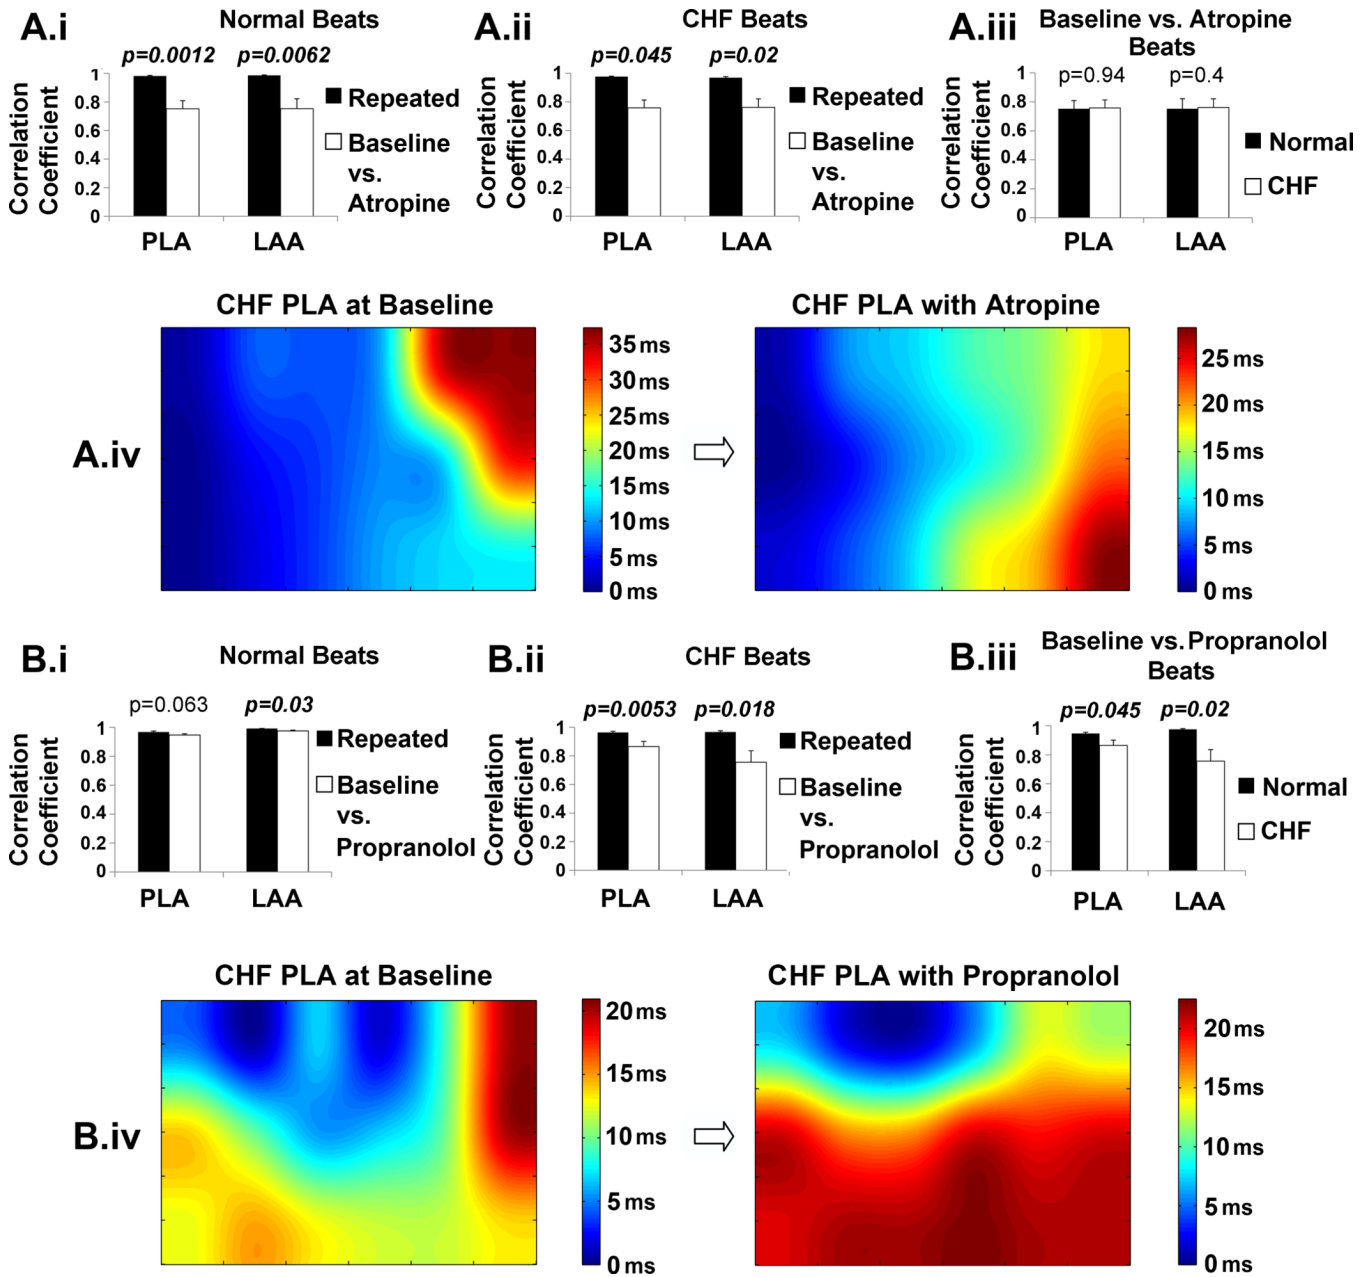 A.i
Normal Beats
p=0.0012 p=0.0062
Correlation
Coefficient
1
0.8
0.6
0.4
0.2
0
PLA LAA
Repeated
Baseline
vs.
Atropine
A.ii
CHF Beats
p=0.045 p=0.02
Correlation
Coefficient
1
0.8
0.6
0.4
0.2
0
PLA LAA
Repeated
Baseline
vs.
Atropine
A.iii
Baseline vs. Atropine
Beats
p=0.94 p=0.4
Correlation
Coefficient
1
0.8
0.6
0.4
0.2
0
PLA LAA
Normal
CHF
A.iv
CHF PLA at Baseline
35 ms
30 ms
25 ms
20 ms
15 ms
10 ms
5 ms
0 ms
CHF PLA with Atropine
25 ms
20 ms
15 ms
10 ms
5 ms
0 ms
B.i
Normal Beats
p=0.063 p=0.03
Correlation
Coefficient
1
0.8
0.6
0.4
0.2
0
PLA LAA
Repeated
Baseline
vs.
Propranolol
B.ii
CHF Beats
p=0.0053 p=0.018
Correlation
Coefficient
1
0.8
0.6
0.4
0.2
0
PLA LAA
Repeated
Baseline
vs.
Propranolol
B.iii
Baseline vs. Propranolol
Beats
p=0.045 p=0.02
Correlation
Coefficient
1
0.8
0.6
0.4
0.2
0
PLA LAA
Normal
CHF
B.iv
CHF PLA at Baseline
20 ms
15 ms
10 ms
5 ms
0 ms
CHF PLA with Propranolol
20 ms
15 ms
10 ms
5 ms
0 ms